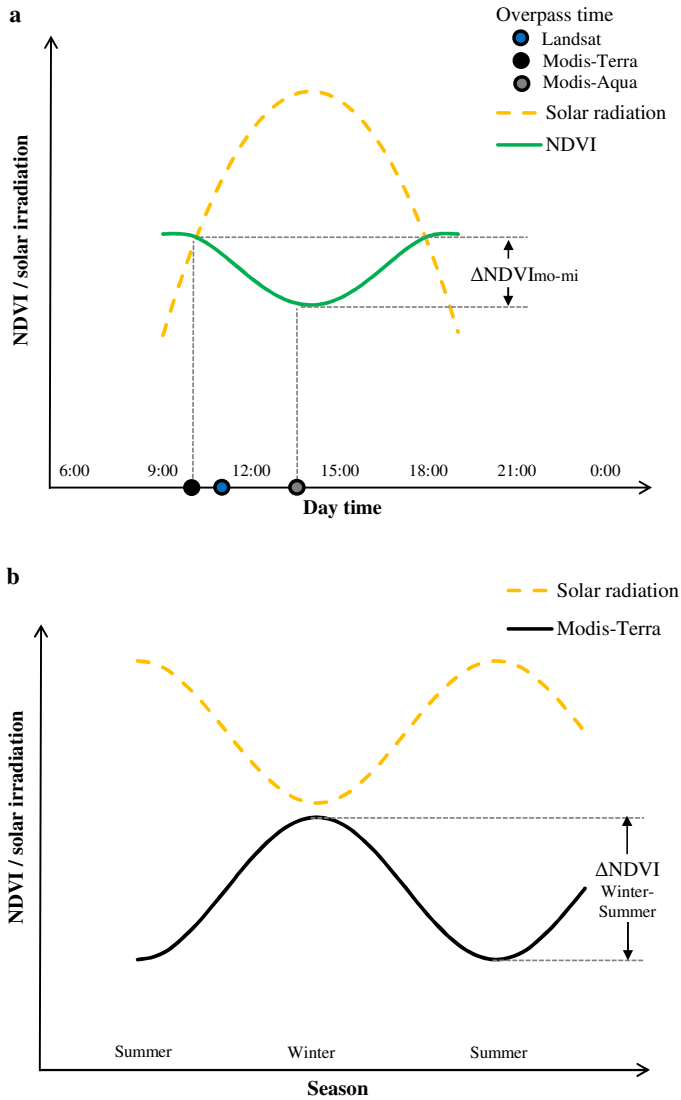 a
Overpass time
Landsat
Modis-Terra
Modis-Aqua
Solar radiation
NDVI
NDVI / solar irradiation
ΔNDVImo-mi
6:00 9:00 12:00 15:00 18:00 21:00 0:00
Day time
b
Solar radiation
Modis-Terra
NDVI / solar irradiation
ΔNDVI
Winter-
Summer
Summer Winter Summer
Season